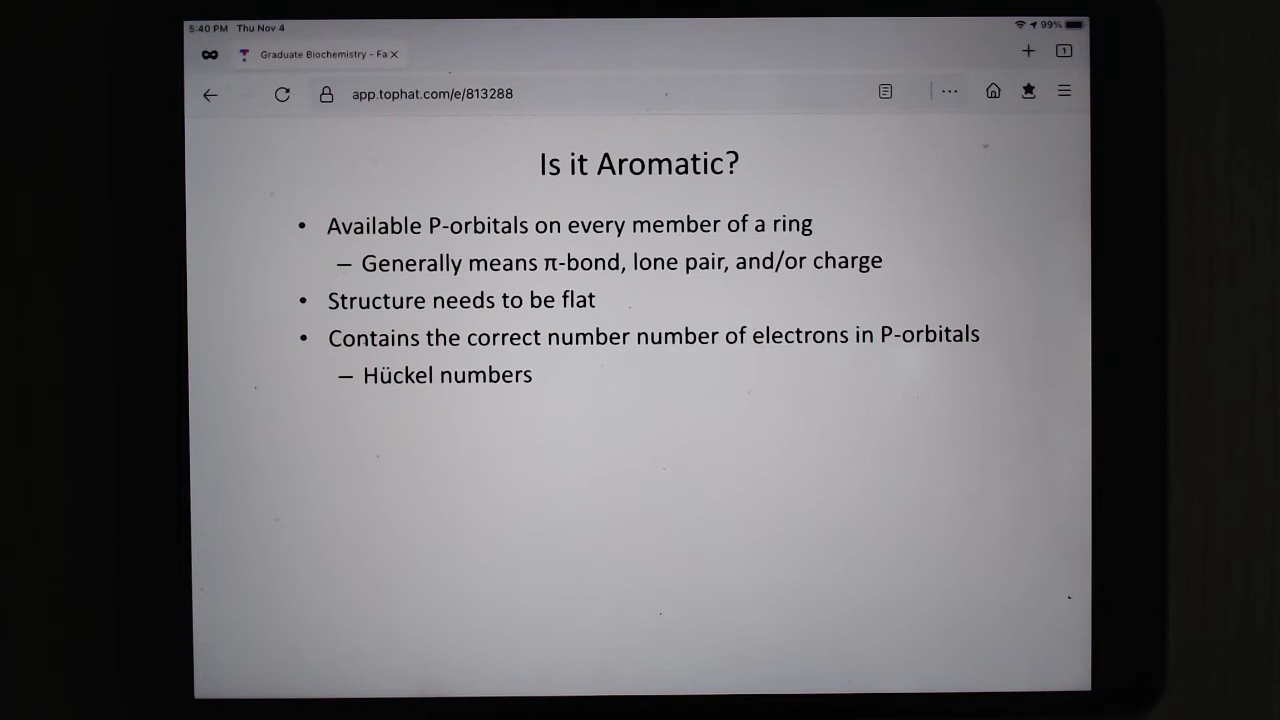 5:40 PM Thu Nov 4
99%
Graduate Biochemistry - Fa
1
app.tophat.com/e/813288
Is it Aromatic?
• Available P-orbitals on every member of a ring
– Generally means π-bond, lone pair, and/or charge
• Structure needs to be flat
• Contains the correct number number of electrons in P-orbitals
– Hückel numbers